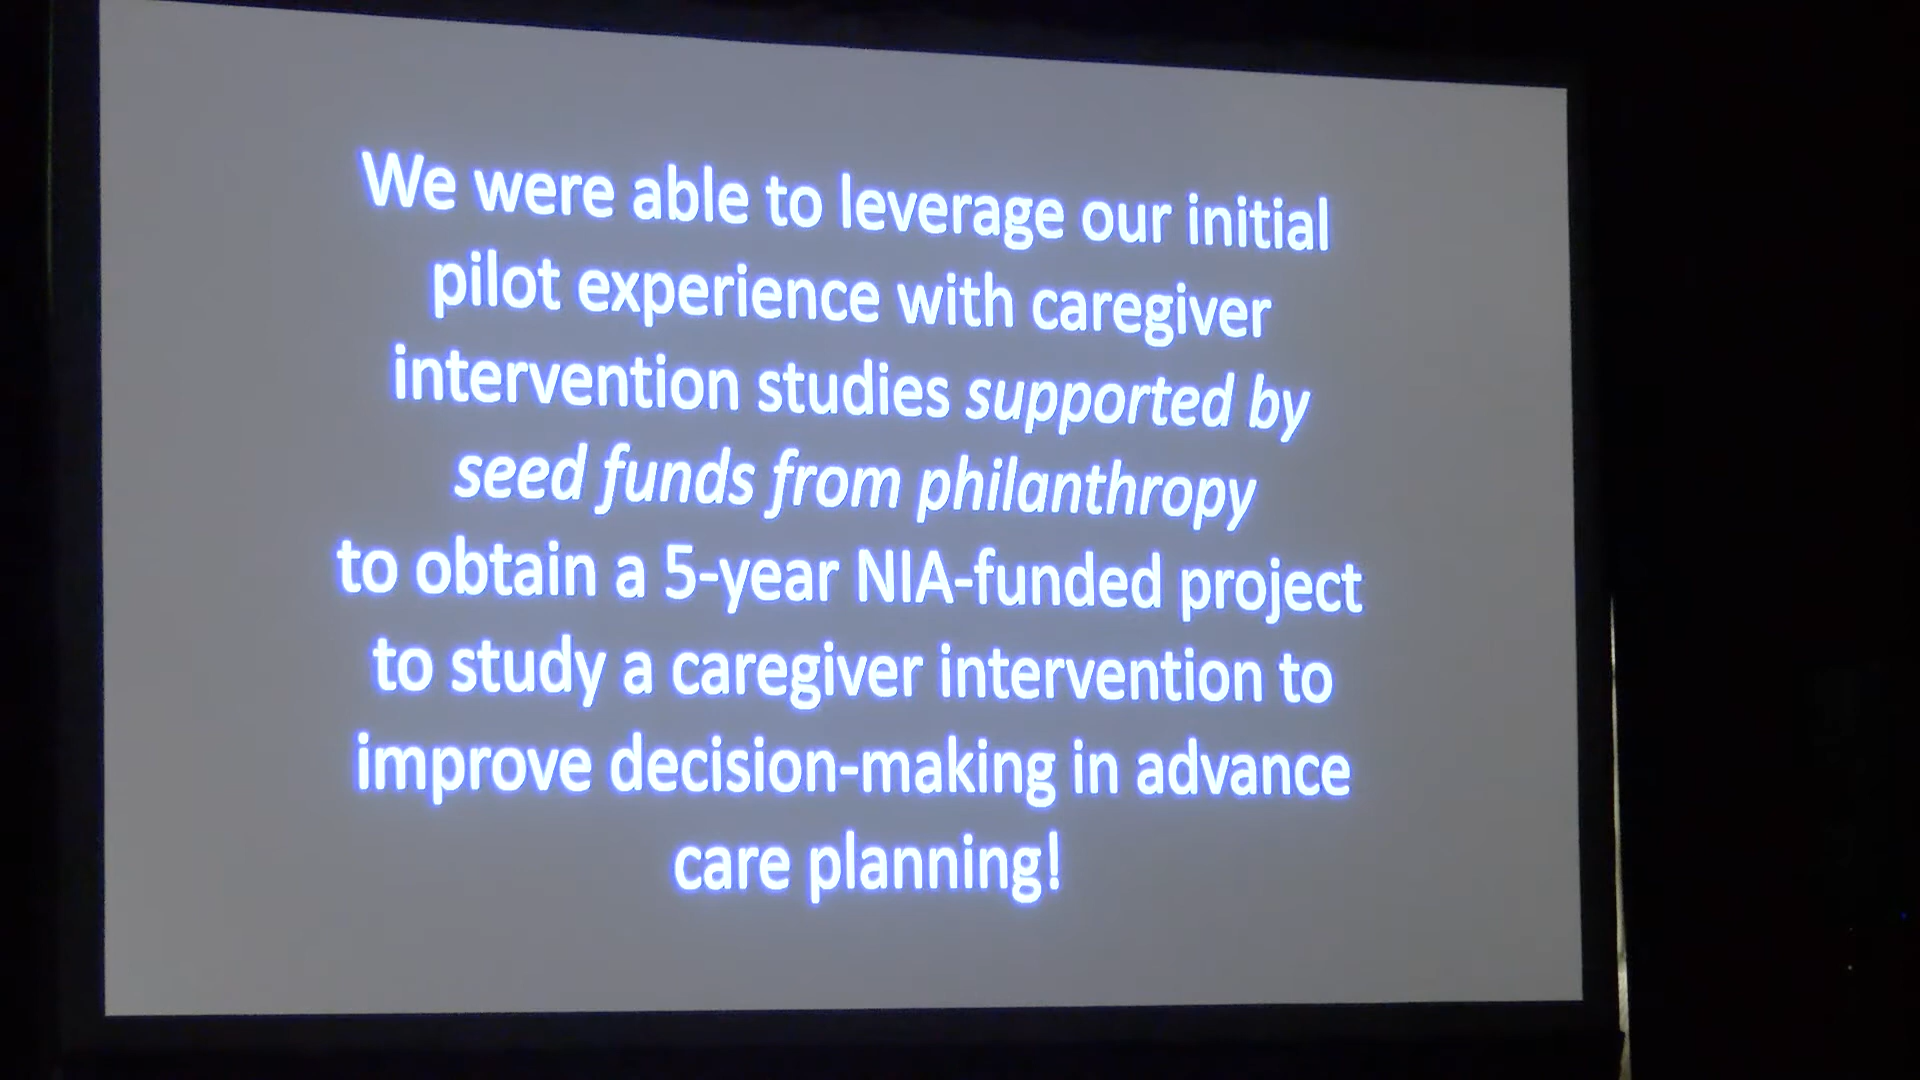 We were able to leverage our initial
pilot experience with caregiver
intervention studies supported by
seed funds from philanthropy
to obtain a 5-year NIA-funded project
to study a caregiver intervention to
improve decision-making in advance
care planning!